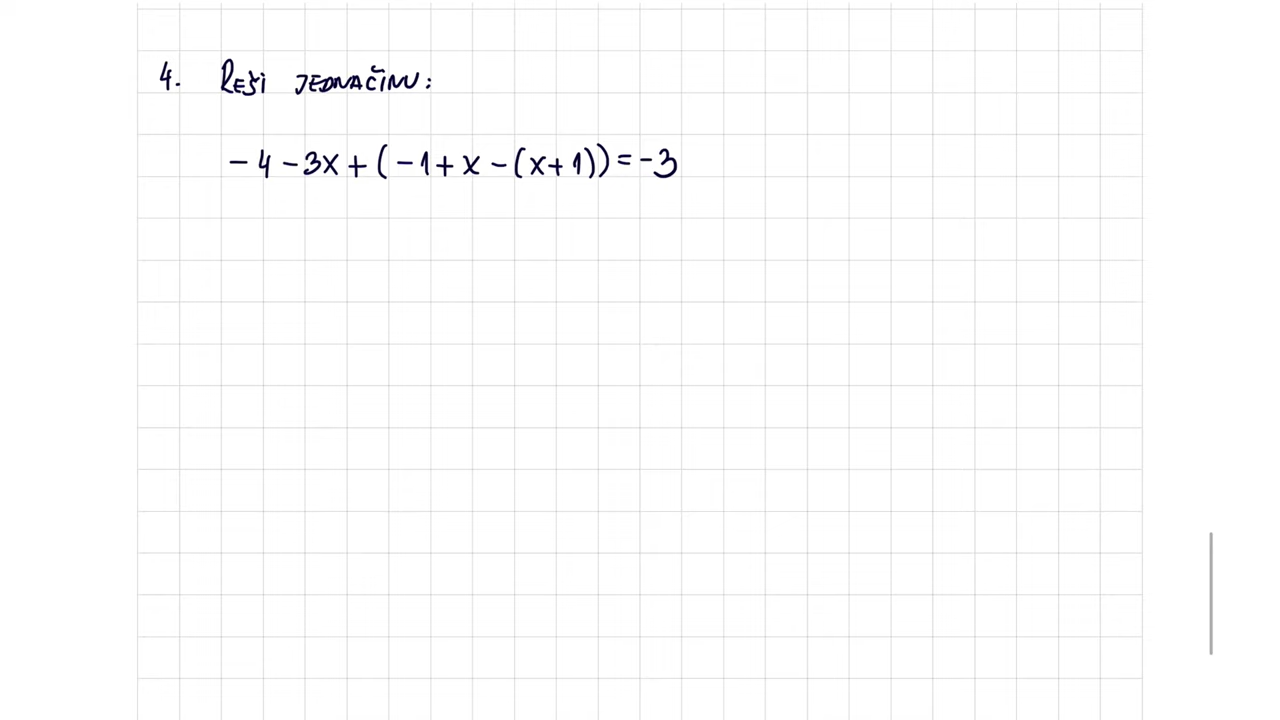 4. Reši JEDNAČINU:
-4-3x+(-1+x-(x+1))=-3